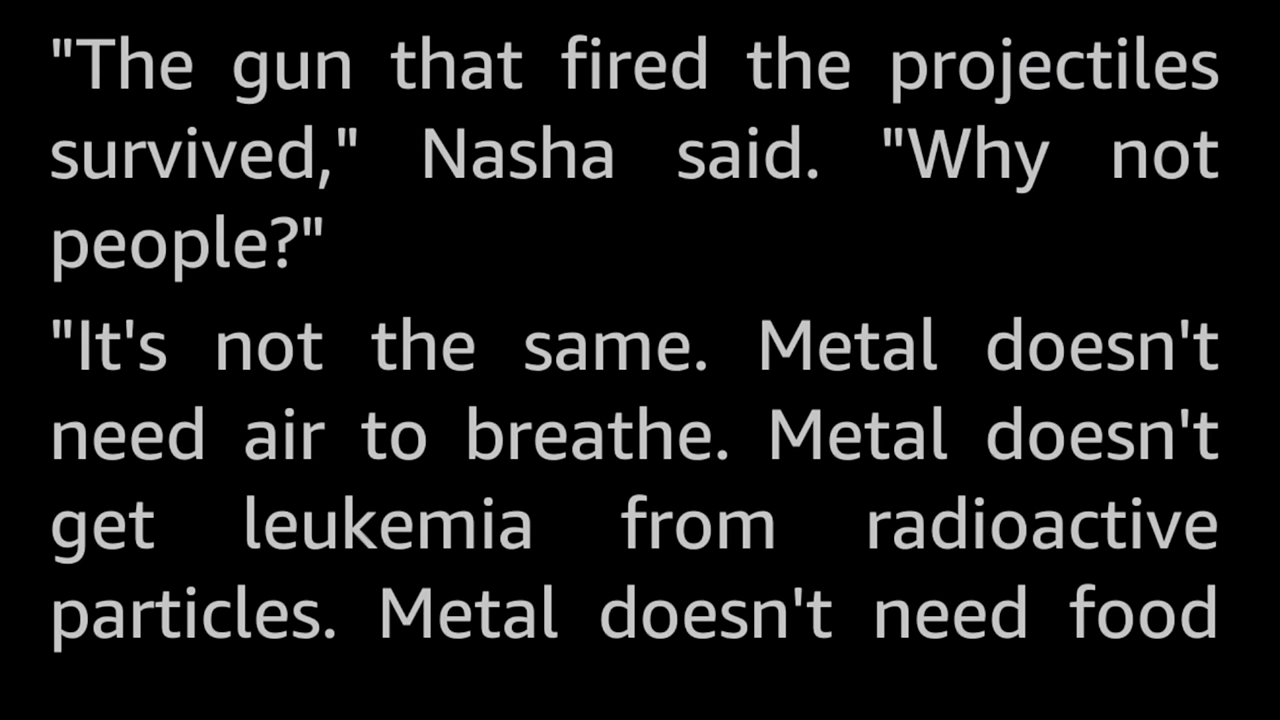 "The gun that fired the projectiles
survived," Nasha said. "Why not
people?"
"It's not the same. Metal doesn't
need air to breathe. Metal doesn't
get leukemia from radioactive
particles. Metal doesn't need food